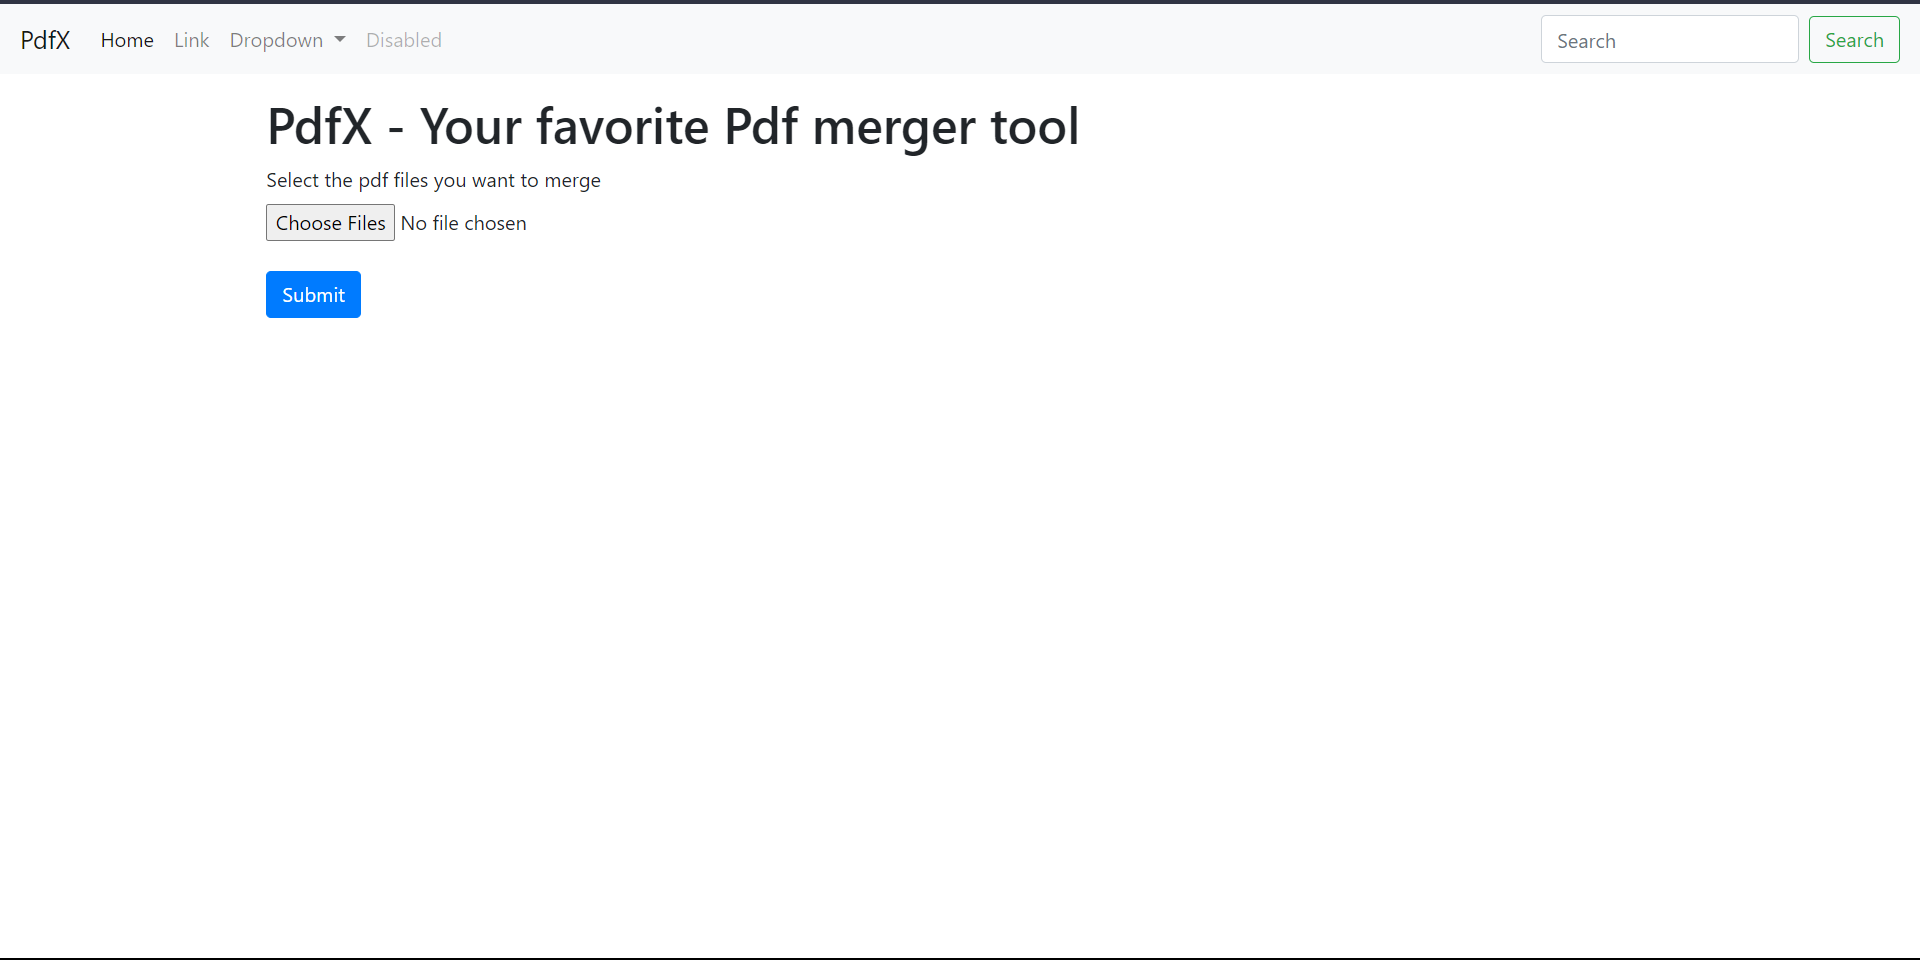 PdfX Home Link Dropdown Disabled Search Search
PdfX - Your favorite Pdf merger tool
Select the pdf files you want to merge
Choose Files No file chosen
Submit